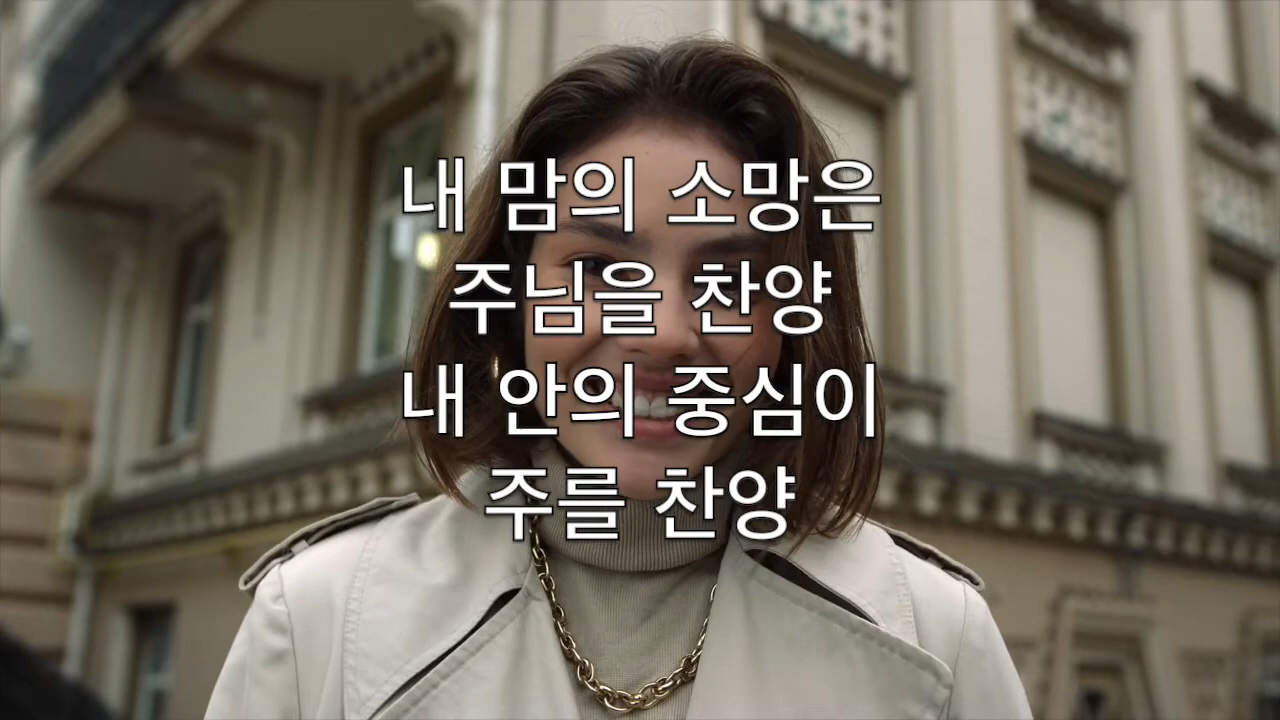 내 맘의 소망은
주님을 찬양
내 안의 중심이
주를 찬양